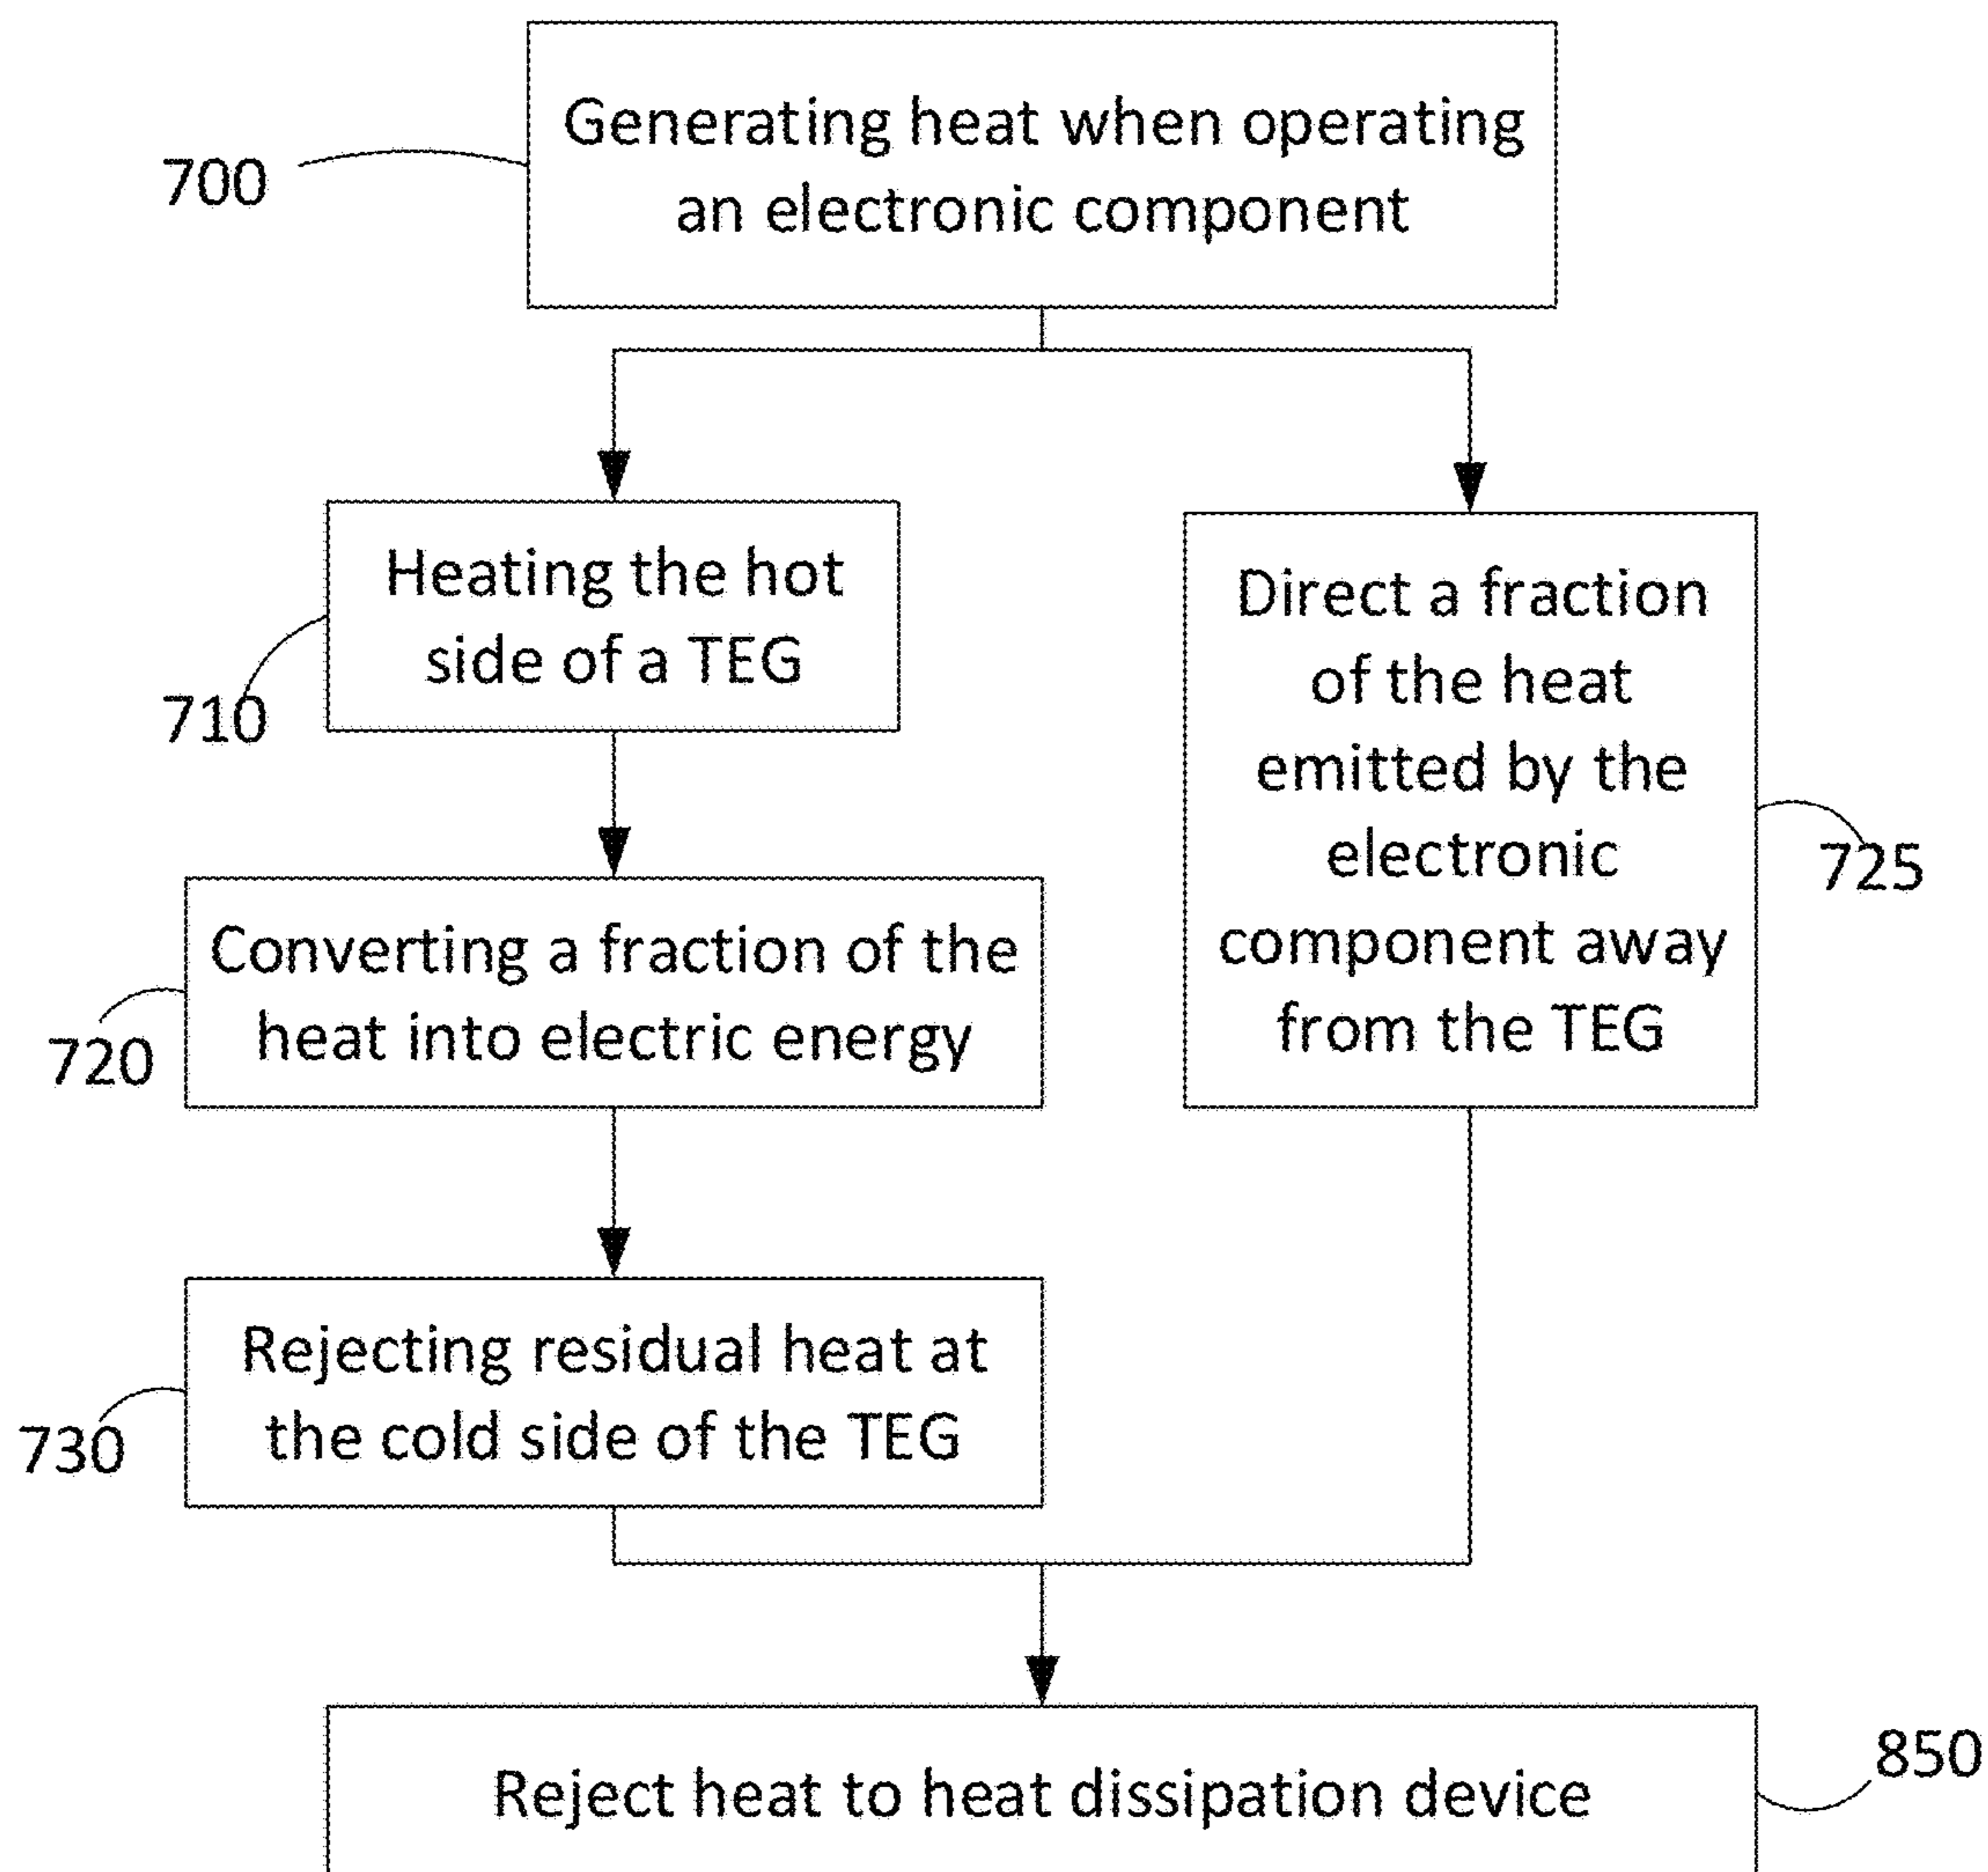 Generating heat when operating
an electronic component
700
Heating the hot
side of a TEG
710
Direct a fraction
of the heat
emitted by the
electronic
component away
from the TEG
725
Converting a fraction of the
heat into electric energy
720
Rejecting residual heat at
the cold side of the TEG
730
Reject heat to heat dissipation device
850